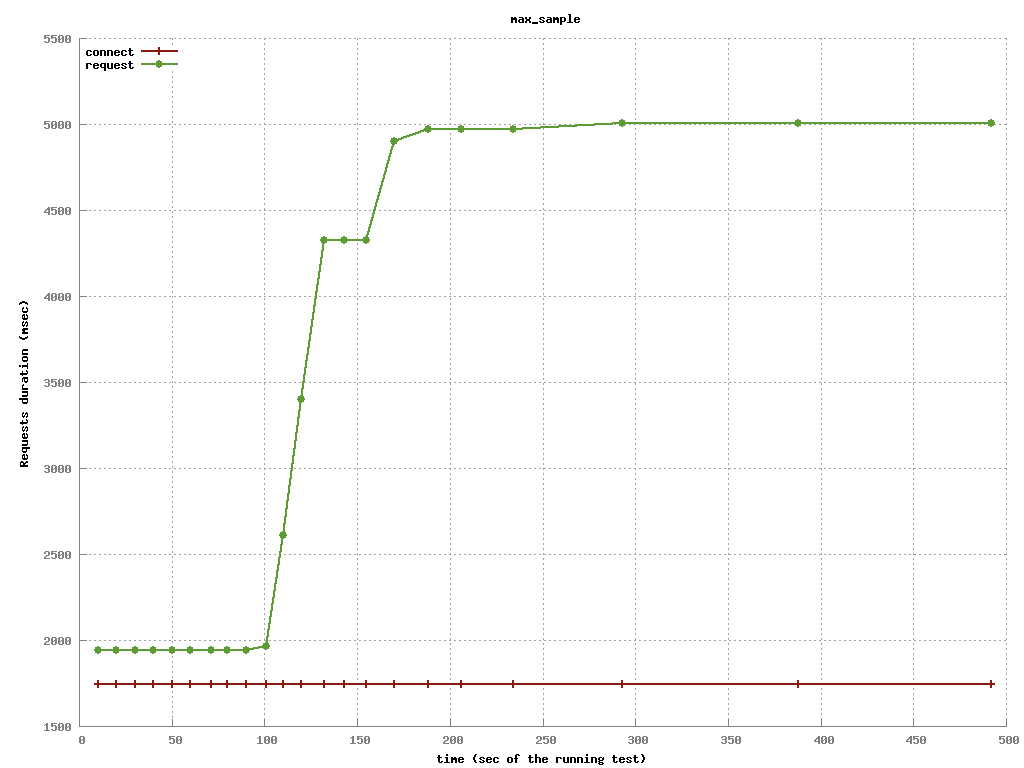 max_sample
connect
request
5500
5000
4500
4000
3500
3000
2500
2000
1500
Requests duration (msec)
0 50 100 150 200 250 300 350 400 450 500
time (sec of the running test)